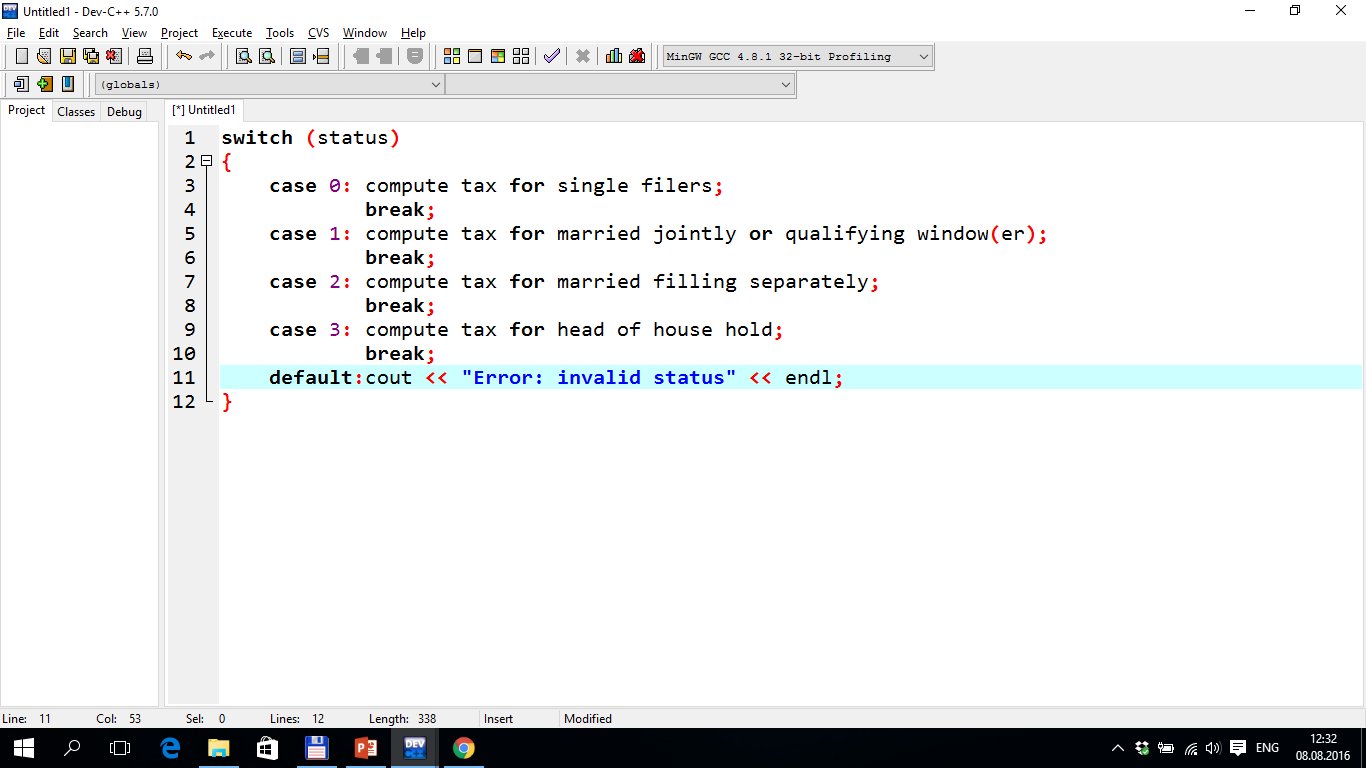 Untitled1 - Dev-C++ 5.7.0
File Edit Search View Project Execute Tools CVS Window Help
MinGW GCC 4.8.1 32-bit Profiling
(globals)
Project Classes Debug [*] Untitled1
1 switch (status)
2 {
3 case 0: compute tax for single filers;
4 break;
5 case 1: compute tax for married jointly or qualifying window(er);
6 break;
7 case 2: compute tax for married filling separately;
8 break;
9 case 3: compute tax for head of house hold;
10 break;
11 default:cout << "Error: invalid status" << endl;
12 }
Line: 11 Col: 53 Sel: 0 Lines: 12 Length: 338 Insert Modified
DEV
ENG
12:32
08.08.2016